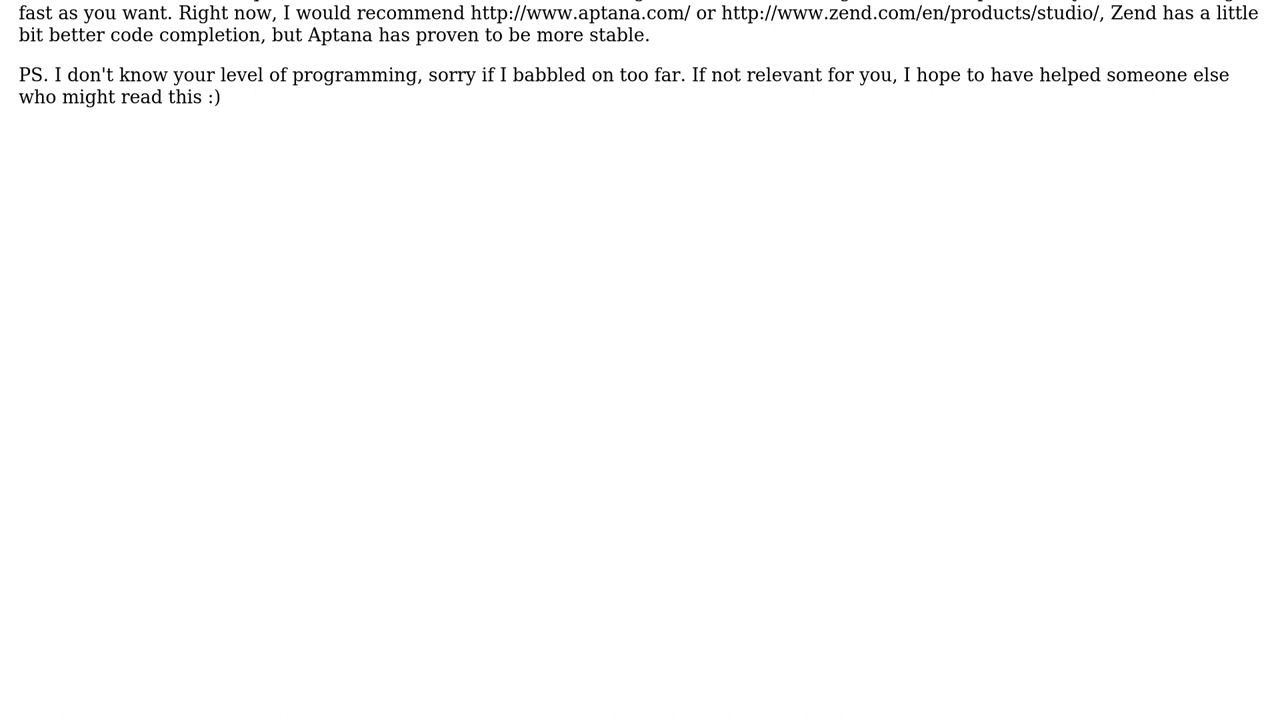 fast as you want. Right now, I would recommend http://www.aptana.com/ or http://www.zend.com/en/products/studio/, Zend has a little
bit better code completion, but Aptana has proven to be more stable.
PS. I don't know your level of programming, sorry if I babbled on too far. If not relevant for you, I hope to have helped someone else
who might read this :)